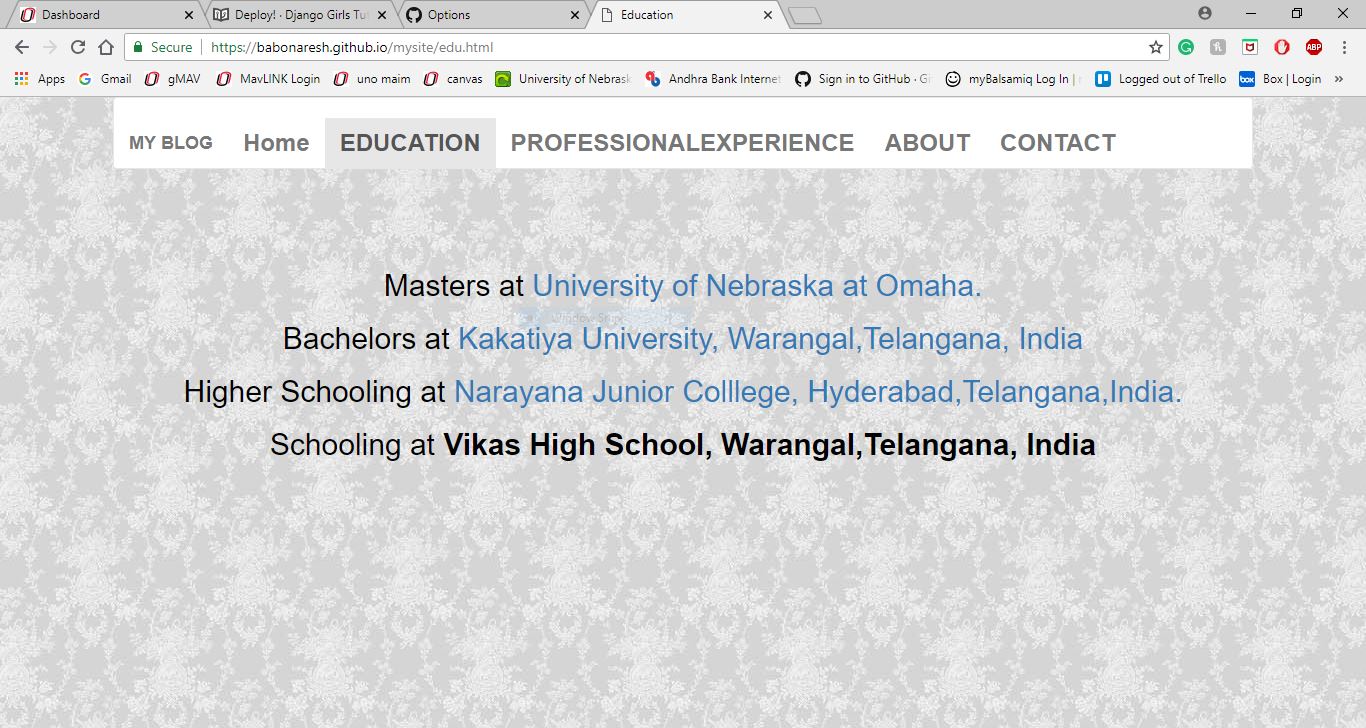 Dashboard
Deploy! · Django Girls Tut
Options
Education
Secure
https://babonaresh.github.io/mysite/edu.html
Apps
Gmail
gMAV
MavLINK Login
uno maim
canvas
University of Nebrask
Andhra Bank Internet
Sign in to GitHub · Gi
myBalsamiq Log In |
Logged out of Trello
box
Box | Login
ABP
MY BLOG
Home
EDUCATION
PROFESSIONALEXPERIENCE
ABOUT
CONTACT
Masters at University of Nebraska at Omaha.
Bachelors at Kakatiya University, Warangal,Telangana, India
Higher Schooling at Narayana Junior Colllege, Hyderabad,Telangana,India.
Schooling at Vikas High School, Warangal,Telangana, India